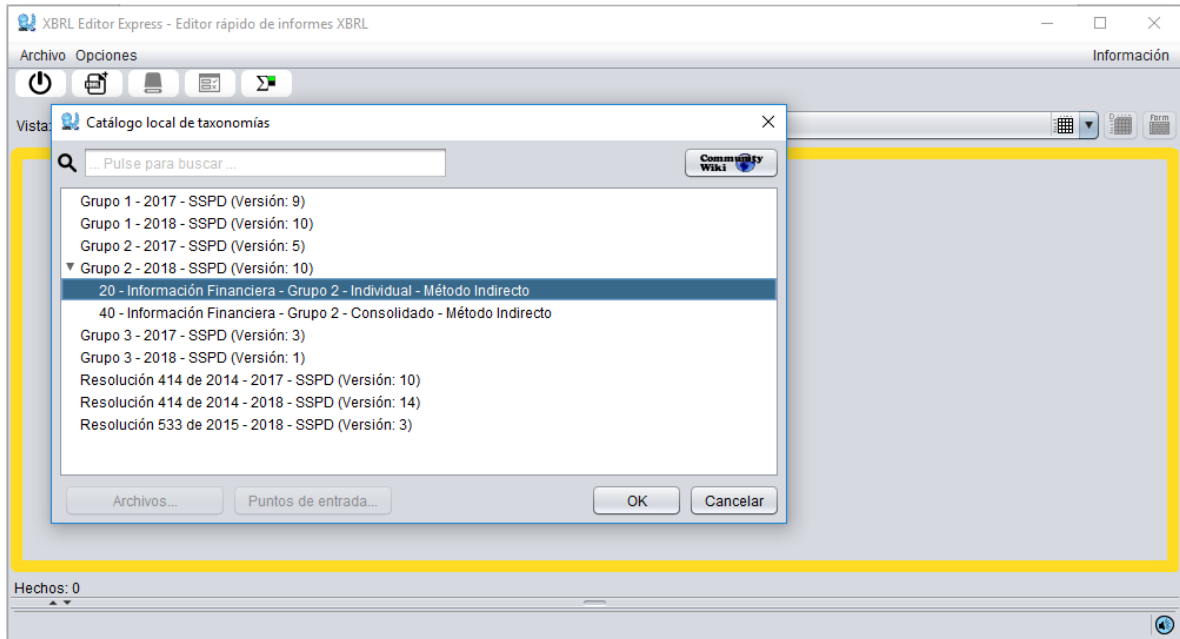 XBRL Editor Express - Editor rápido de informes XBRL
Archivo Opciones Información
Vista:
Form
Catálogo local de taxonomías
... Pulse para buscar ...
Community Wiki
Grupo 1 - 2017 - SSPD (Versión: 9)
Grupo 1 - 2018 - SSPD (Versión: 10)
Grupo 2 - 2017 - SSPD (Versión: 5)
Grupo 2 - 2018 - SSPD (Versión: 10)
20 - Información Financiera - Grupo 2 - Individual - Método Indirecto
40 - Información Financiera - Grupo 2 - Consolidado - Método Indirecto
Grupo 3 - 2017 - SSPD (Versión: 3)
Grupo 3 - 2018 - SSPD (Versión: 1)
Resolución 414 de 2014 - 2017 - SSPD (Versión: 10)
Resolución 414 de 2014 - 2018 - SSPD (Versión: 14)
Resolución 533 de 2015 - 2018 - SSPD (Versión: 3)
Archivos... Puntos de entrada... OK Cancelar
Hechos: 0